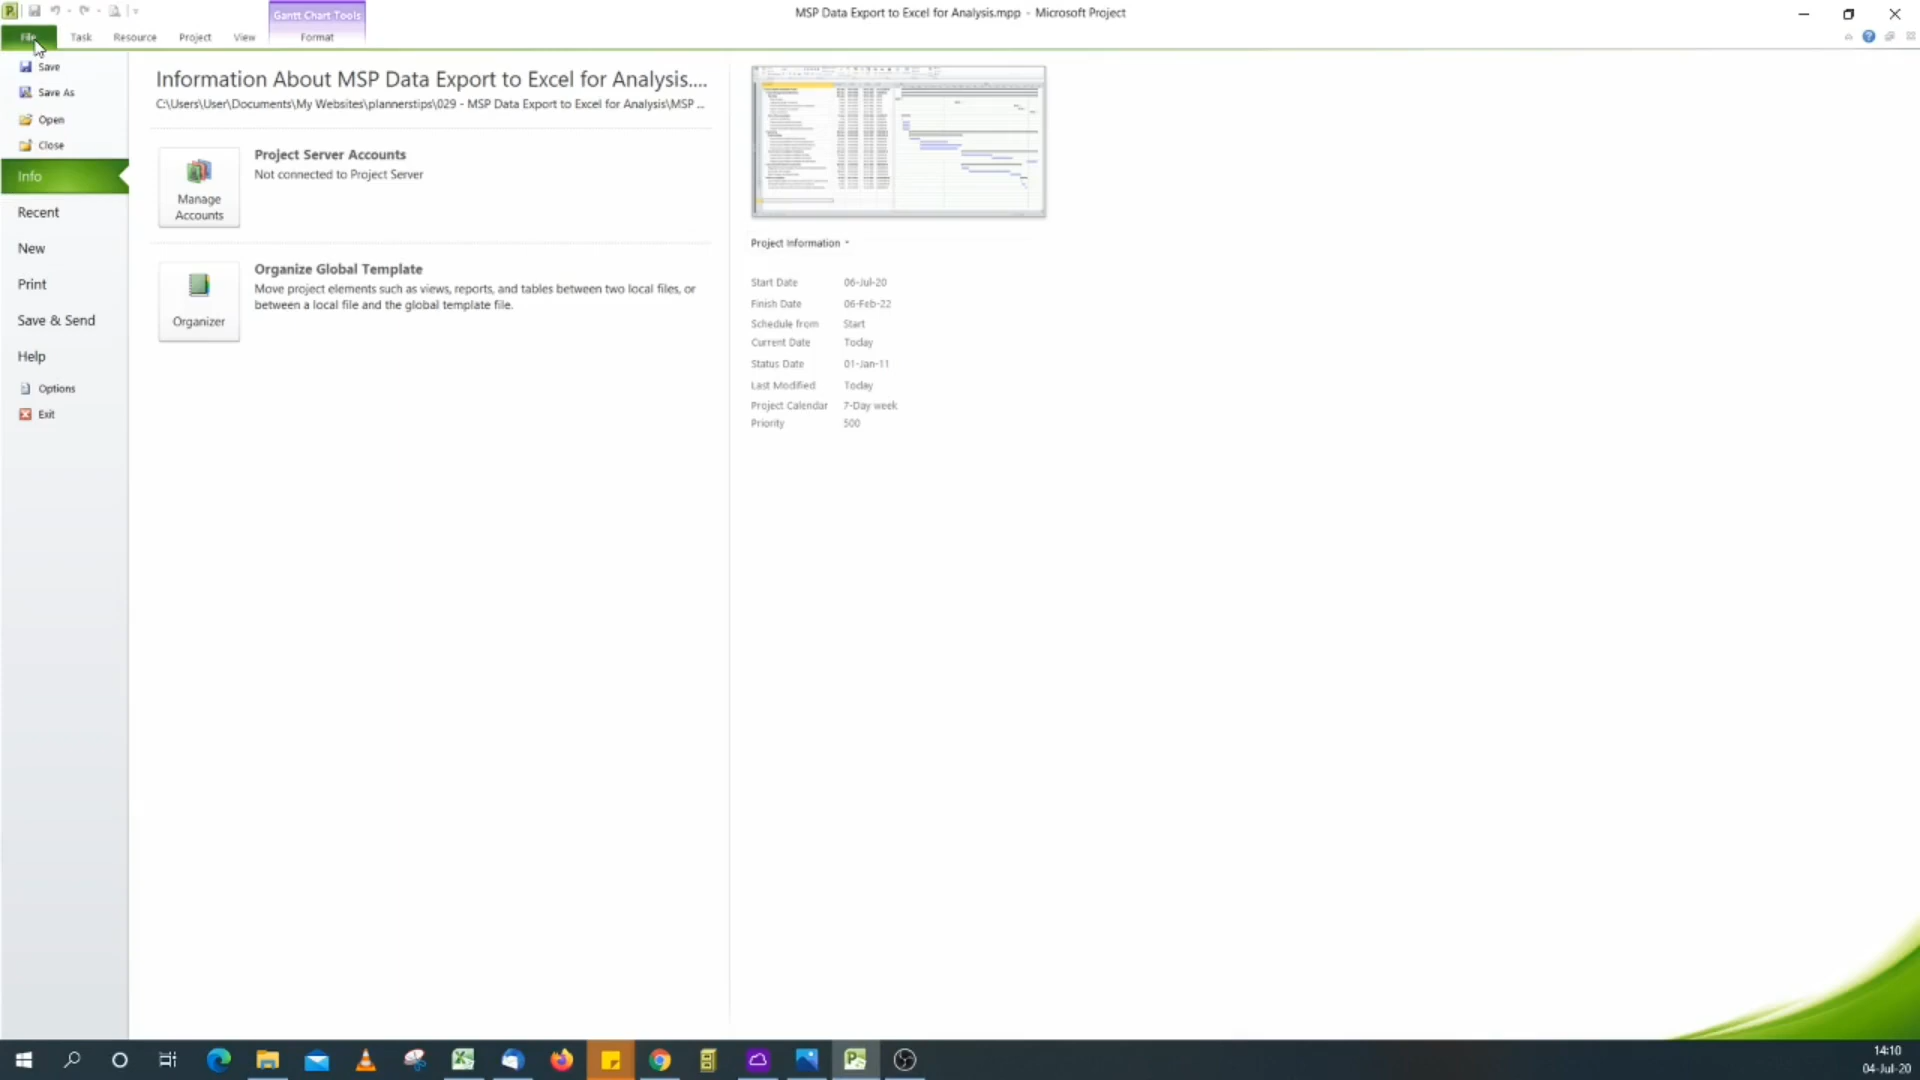 Gantt Chart Tools
MSP Data Export to Excel for Analysis.mpp - Microsoft Project
File
Task
Resource
Project
View
Format
Save
Save As
Open
Close
Info
Recent
New
Print
Save & Send
Help
Options
Exit
Information About MSP Data Export to Excel for Analysis....
C:\Users\User\Documents\My Websites\plannerstips\029 - MSP Data Export to Excel for Analysis\MSP ...
Manage
Accounts
Project Server Accounts
Not connected to Project Server
Organizer
Organize Global Template
Move project elements such as views, reports, and tables between two local files, or
between a local file and the global template file.
Project Information
Start Date 06-Jul-20
Finish Date 06-Feb-22
Schedule from Start
Current Date Today
Status Date 01-Jan-11
Last Modified Today
Project Calendar 7-Day week
Priority 500
14:10
04-Jul-20